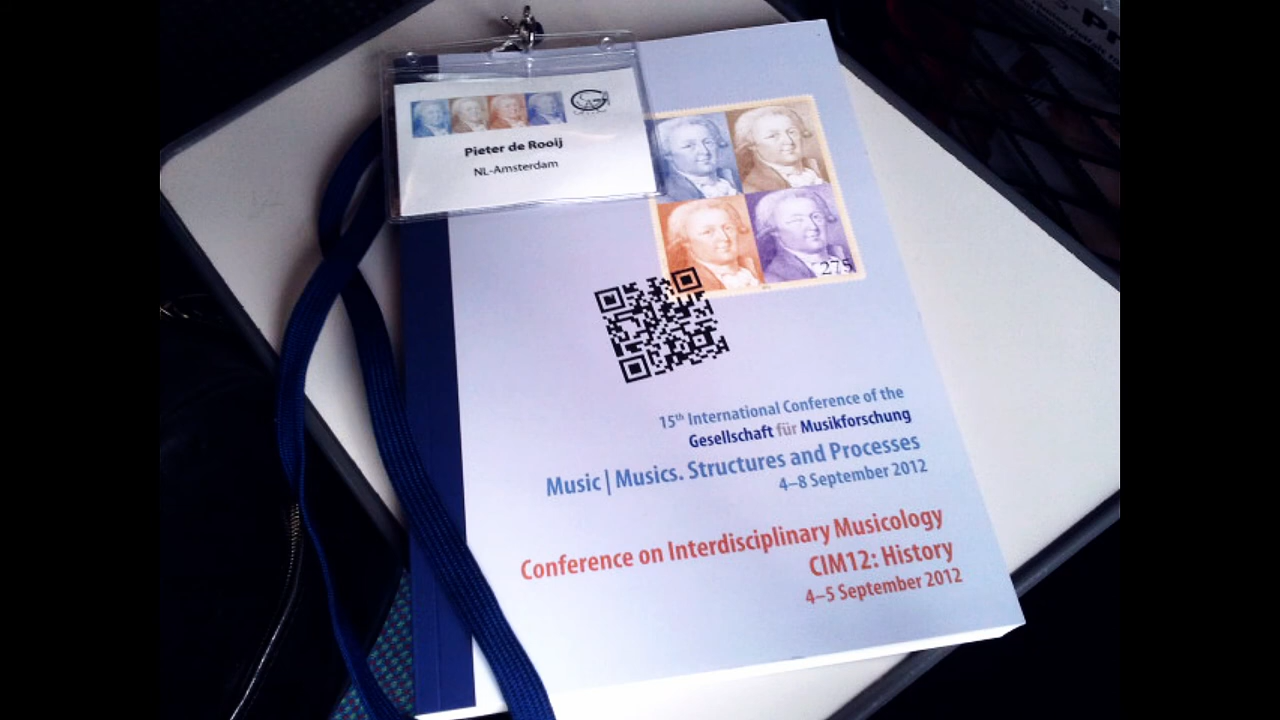 Pieter de Rooij
NL-Amsterdam
275
15th International Conference of the
Gesellschaft für Musikforschung
Music | Musics. Structures and Processes
4–8 September 2012
Conference on Interdisciplinary Musicology
CIM12: History
4–5 September 2012